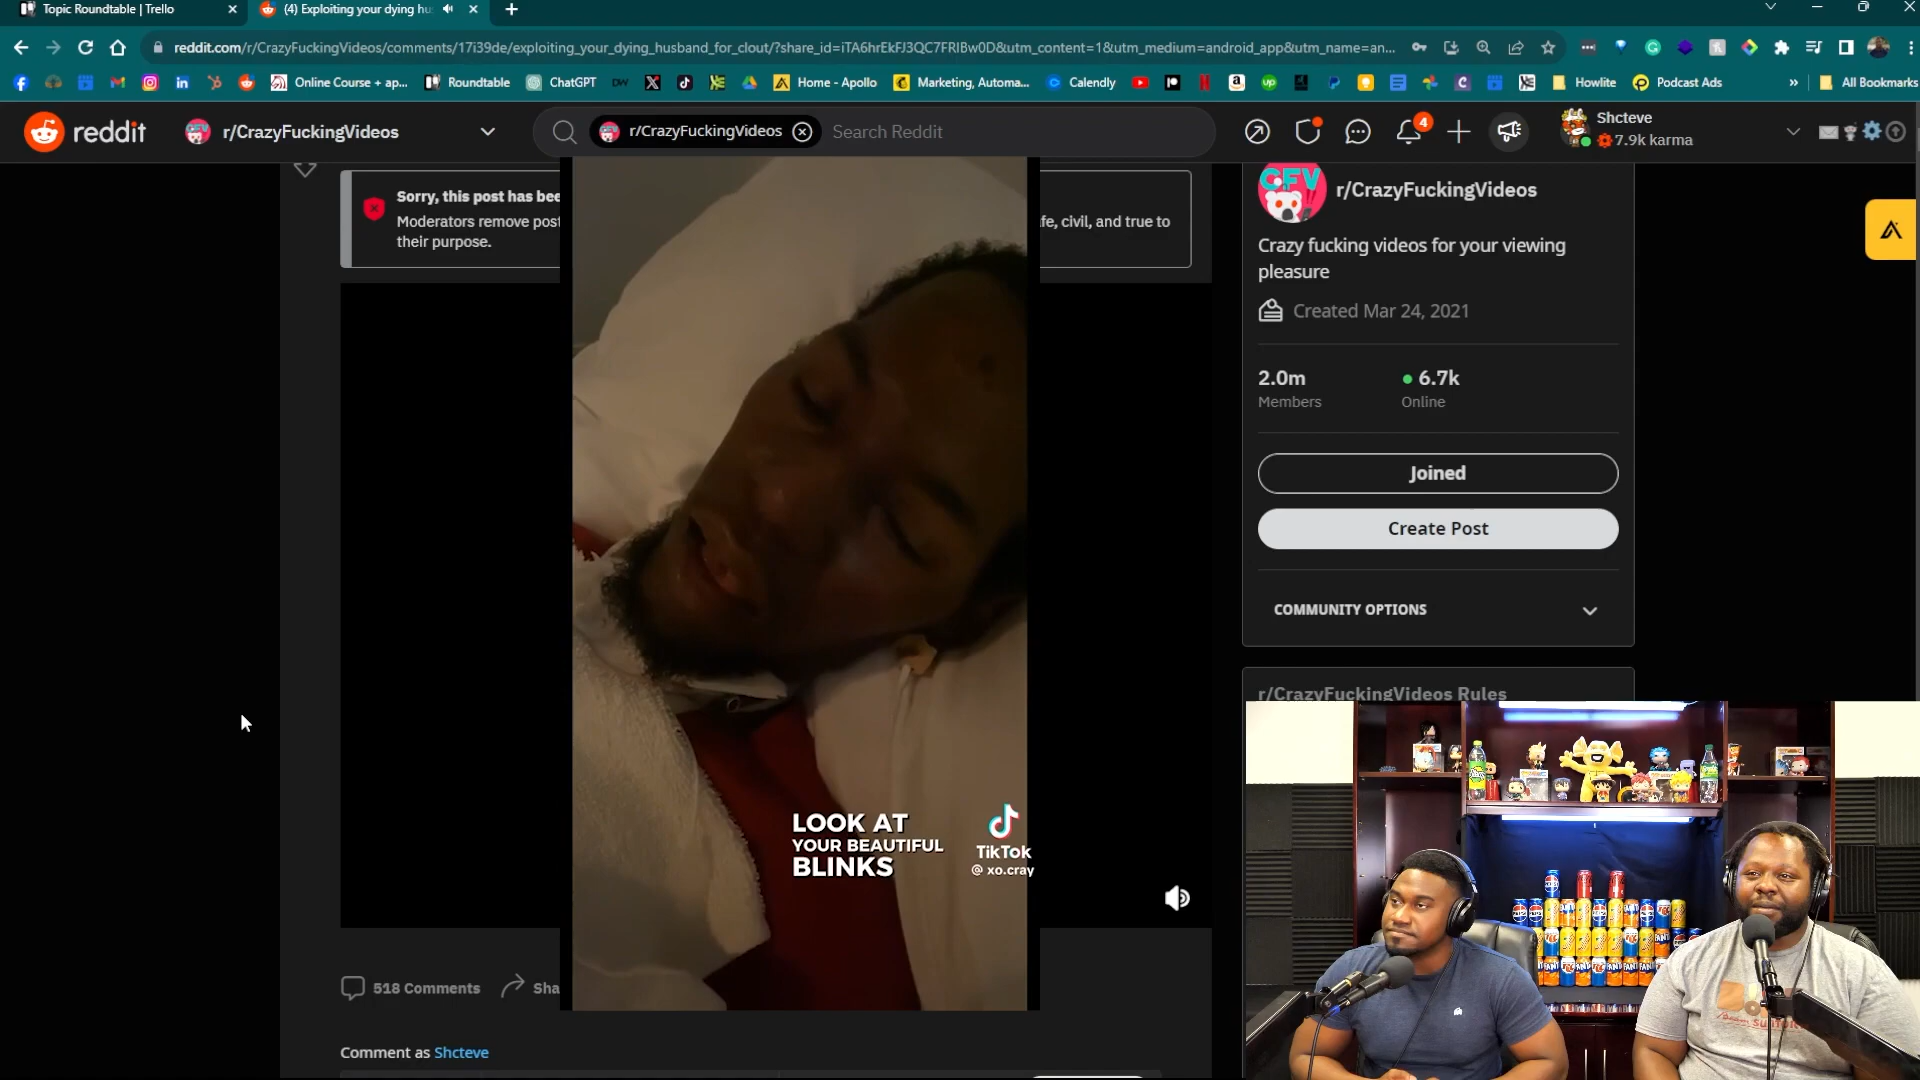 Topic Roundtable | Trello
(4) Exploiting your dying hu
reddit.com/r/CrazyFuckingVideos/comments/17i39de/exploiting_your_dying_husband_for_clout/?share_id=iTA6hrEkFJ3QC7FRIBw0D&utm_content=1&utm_medium=android_app&utm_name=an...
Online Course + ap...
Roundtable
ChatGPT
Home - Apollo
Marketing, Automa...
Calendly
Howlite
Podcast Ads
»
All Bookmarks
reddit
r/CrazyFuckingVideos
r/CrazyFuckingVideos
Search Reddit
4
Shcteve
7.9k karma
Sorry, this post has bee
Moderators remove post
fe, civil, and true to
their purpose.
CFV
r/CrazyFuckingVideos
Crazy fucking videos for your viewing
pleasure
Created Mar 24, 2021
2.0m
6.7k
Members
Online
Joined
Create Post
COMMUNITY OPTIONS
r/CrazyFuckingVideos Rules
LOOK AT
YOUR BEAUTIFUL
BLINKS
TikTok
@ xo.cray
518 Comments
Sha
Comment as Shcteve